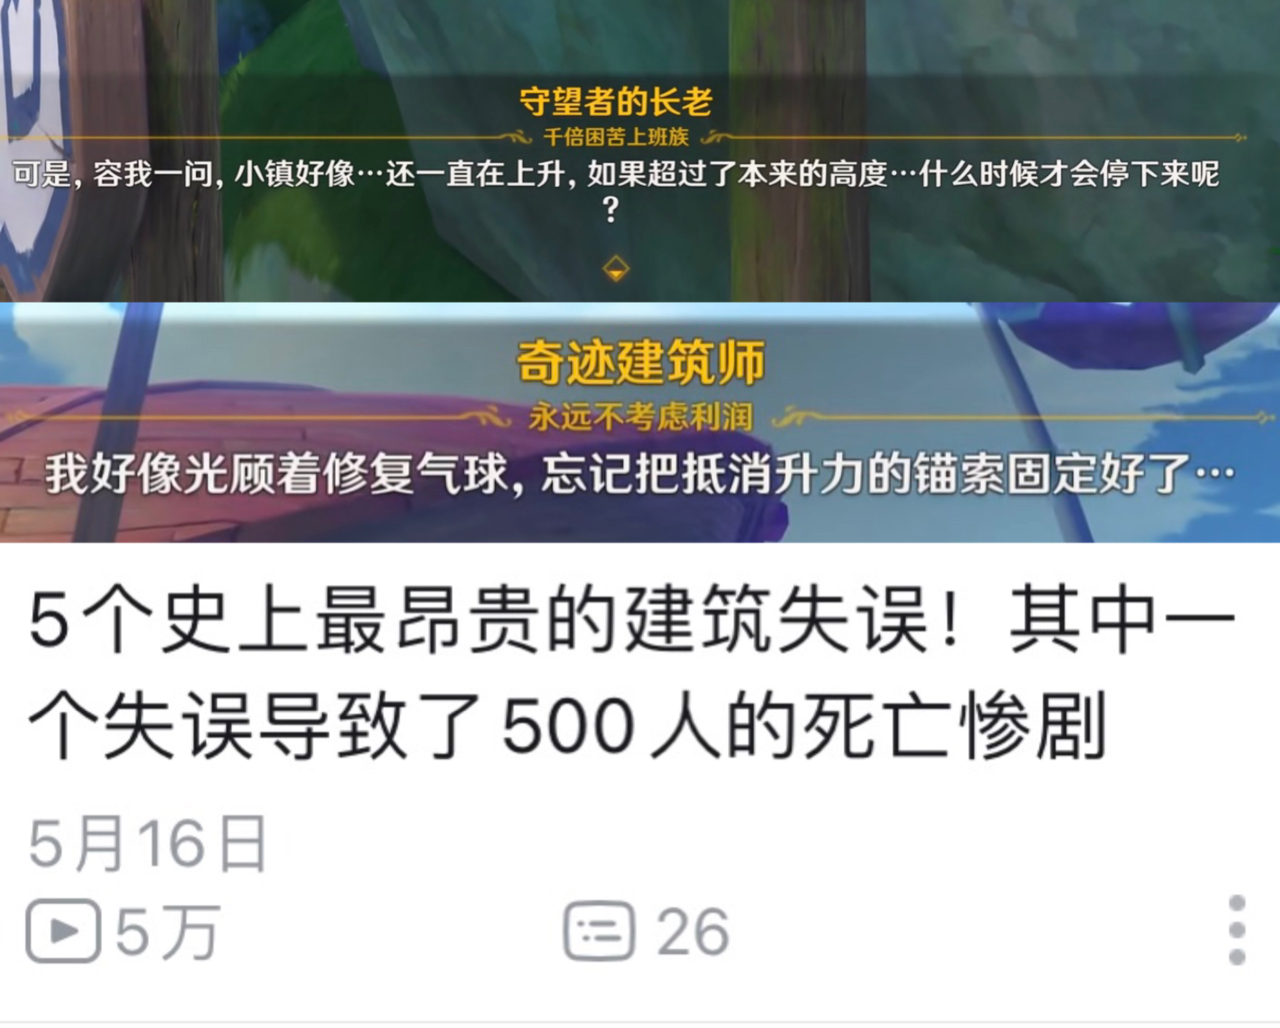 守望者的长老
千倍困苦上班族
可是，容我一问，小镇好像…还一直在上升，如果超过了本来的高度…什么时候才会停下来呢
？
奇迹建筑师
永远不考虑利润
我好像光顾着修复气球，忘记把抵消升力的锚索固定好了…
5个史上最昂贵的建筑失误！其中一
个失误导致了500人的死亡惨剧
5月16日
5万
26